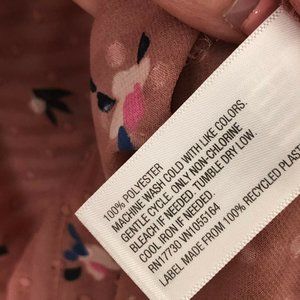 100% POLYESTER
MACHINE WASH COLD WITH LIKE COLORS.
GENTLE CYCLE. ONLY NON-CHLORINE
BLEACH IF NEEDED. TUMBLE DRY LOW.
COOL IRON IF NEEDED.
RN17730 VN1055164
LABEL MADE FROM 100% RECYCLED